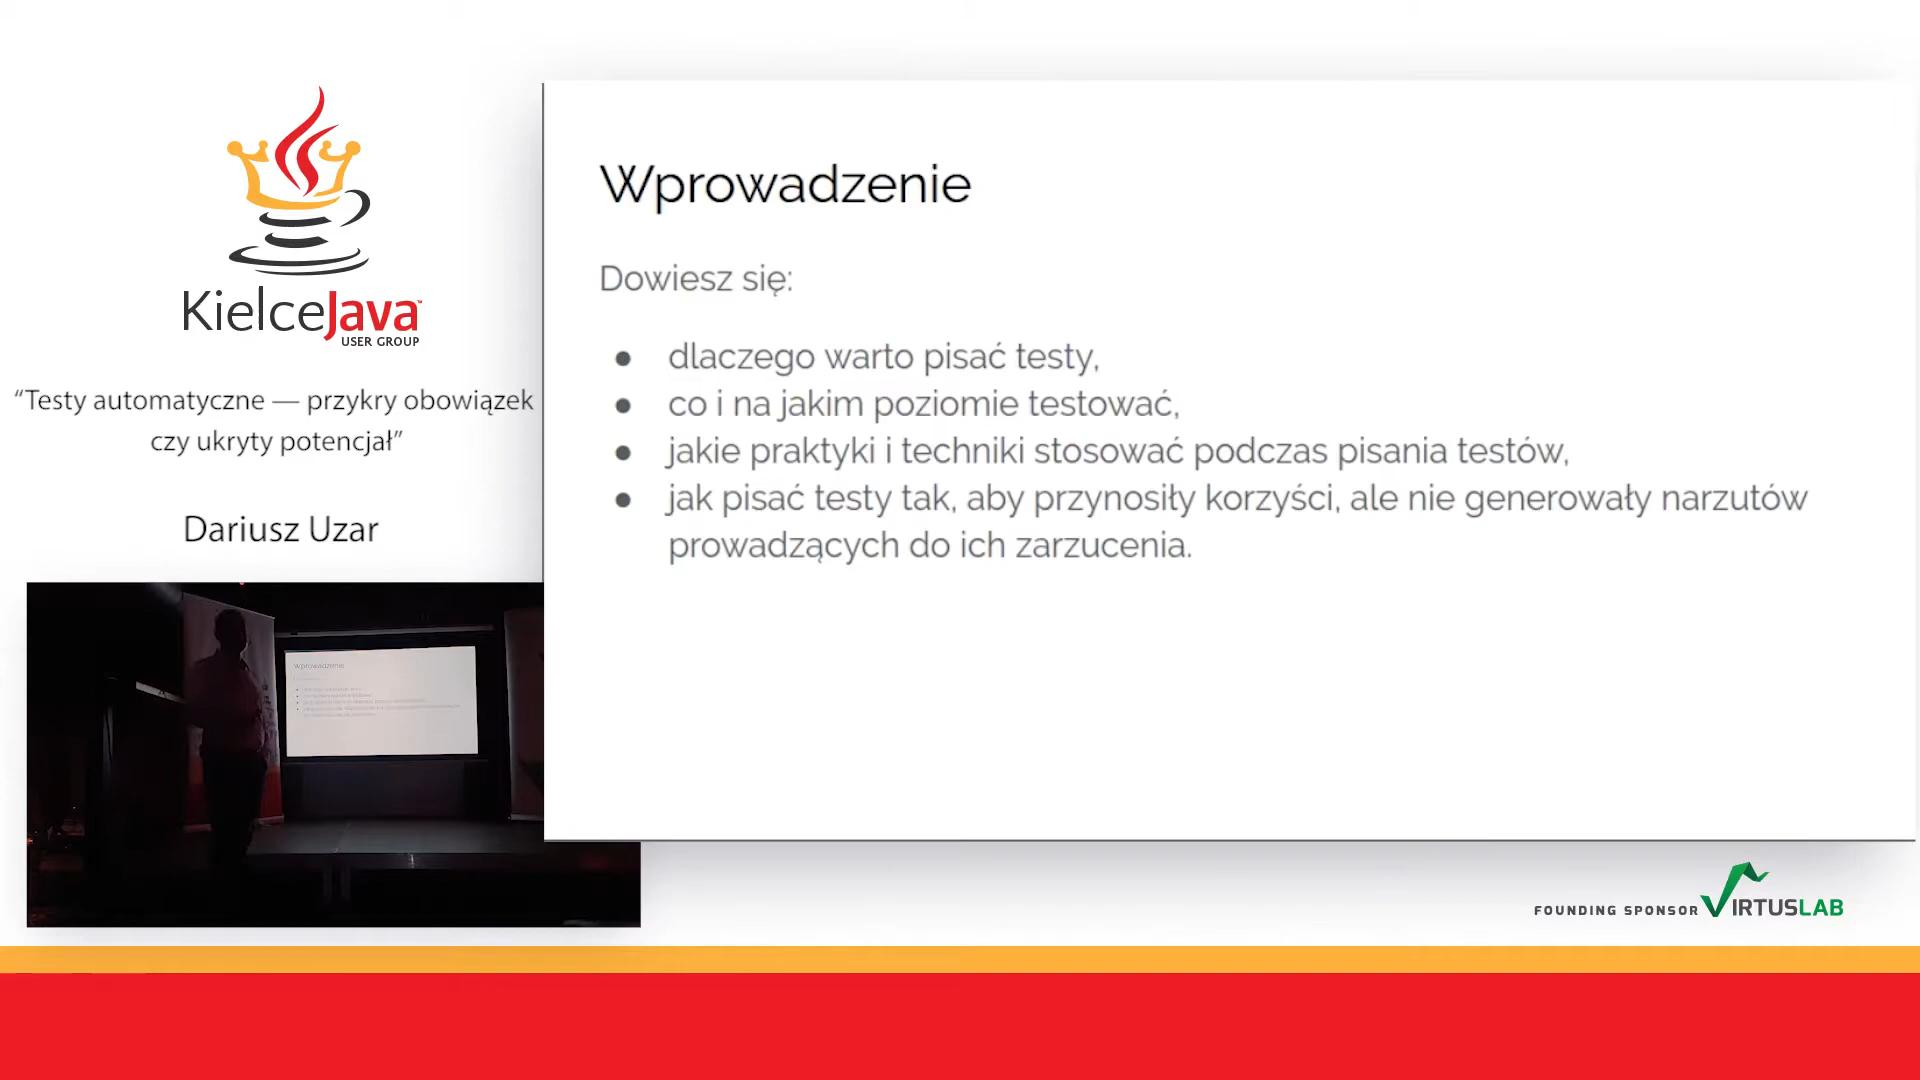 KielceJava™
USER GROUP
“Testy automatyczne — przykry obowiązek
czy ukryty potencjał”
Dariusz Uzar
Wprowadzenie
Dowiesz się:
● dlaczego warto pisać testy,
● co i na jakim poziomie testować,
● jakie praktyki i techniki stosować podczas pisania testów,
● jak pisać testy tak, aby przynosiły korzyści, ale nie generowały narzutów
prowadzących do ich zarzucenia.
Wprowadzenie
FOUNDING SPONSOR VIRTUSLAB